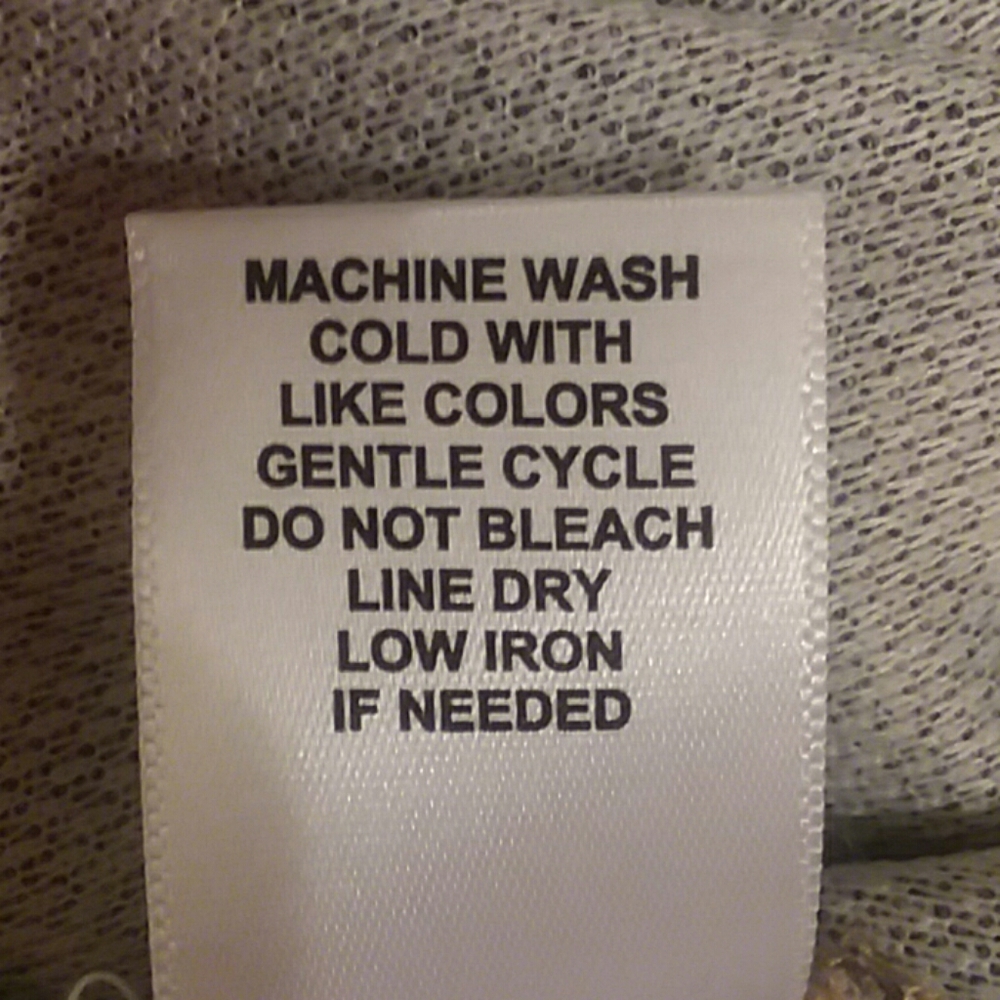 MACHINE WASH
COLD WITH
LIKE COLORS
GENTLE CYCLE
DO NOT BLEACH
LINE DRY
LOW IRON
IF NEEDED